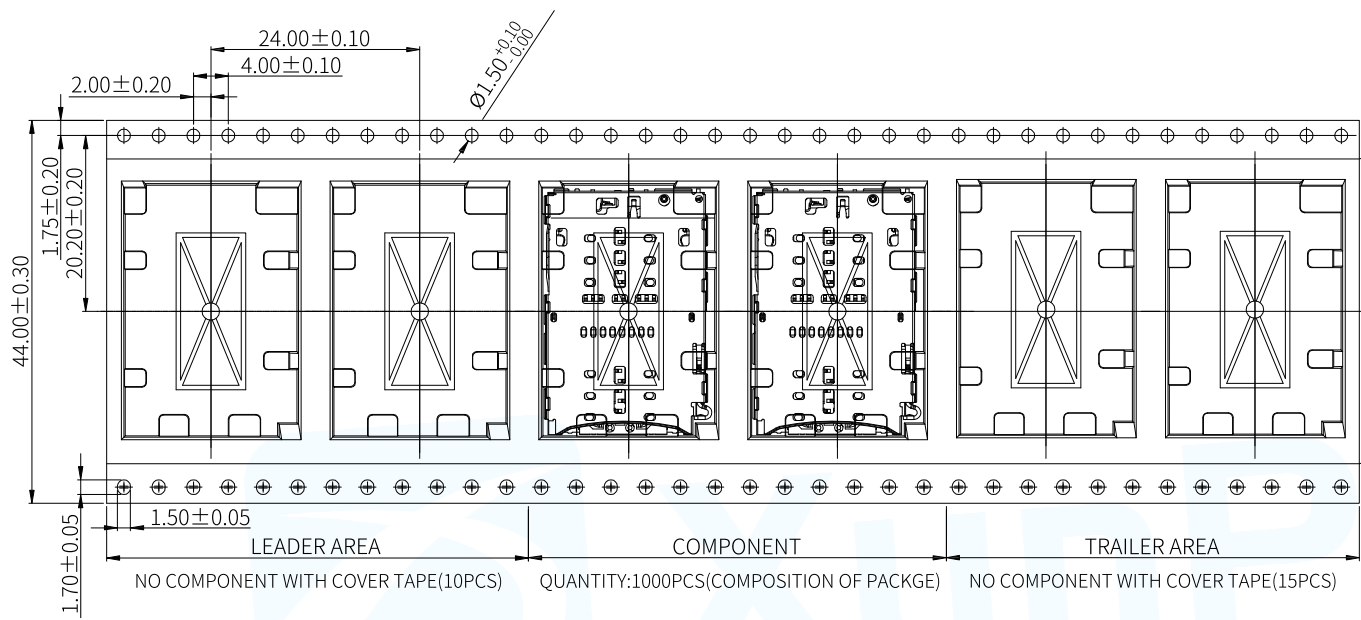 24.00±0.10
4.00±0.10
2.00±0.20
Ø1.50 +0.10 -0.00
1.75±0.20
20.20±0.20
44.00±0.30
1.50±0.05
1.70±0.05
LEADER AREA
COMPONENT
TRAILER AREA
NO COMPONENT WITH COVER TAPE(10PCS)
QUANTITY:1000PCS(COMPOSITION OF PACKGE)
NO COMPONENT WITH COVER TAPE(15PCS)